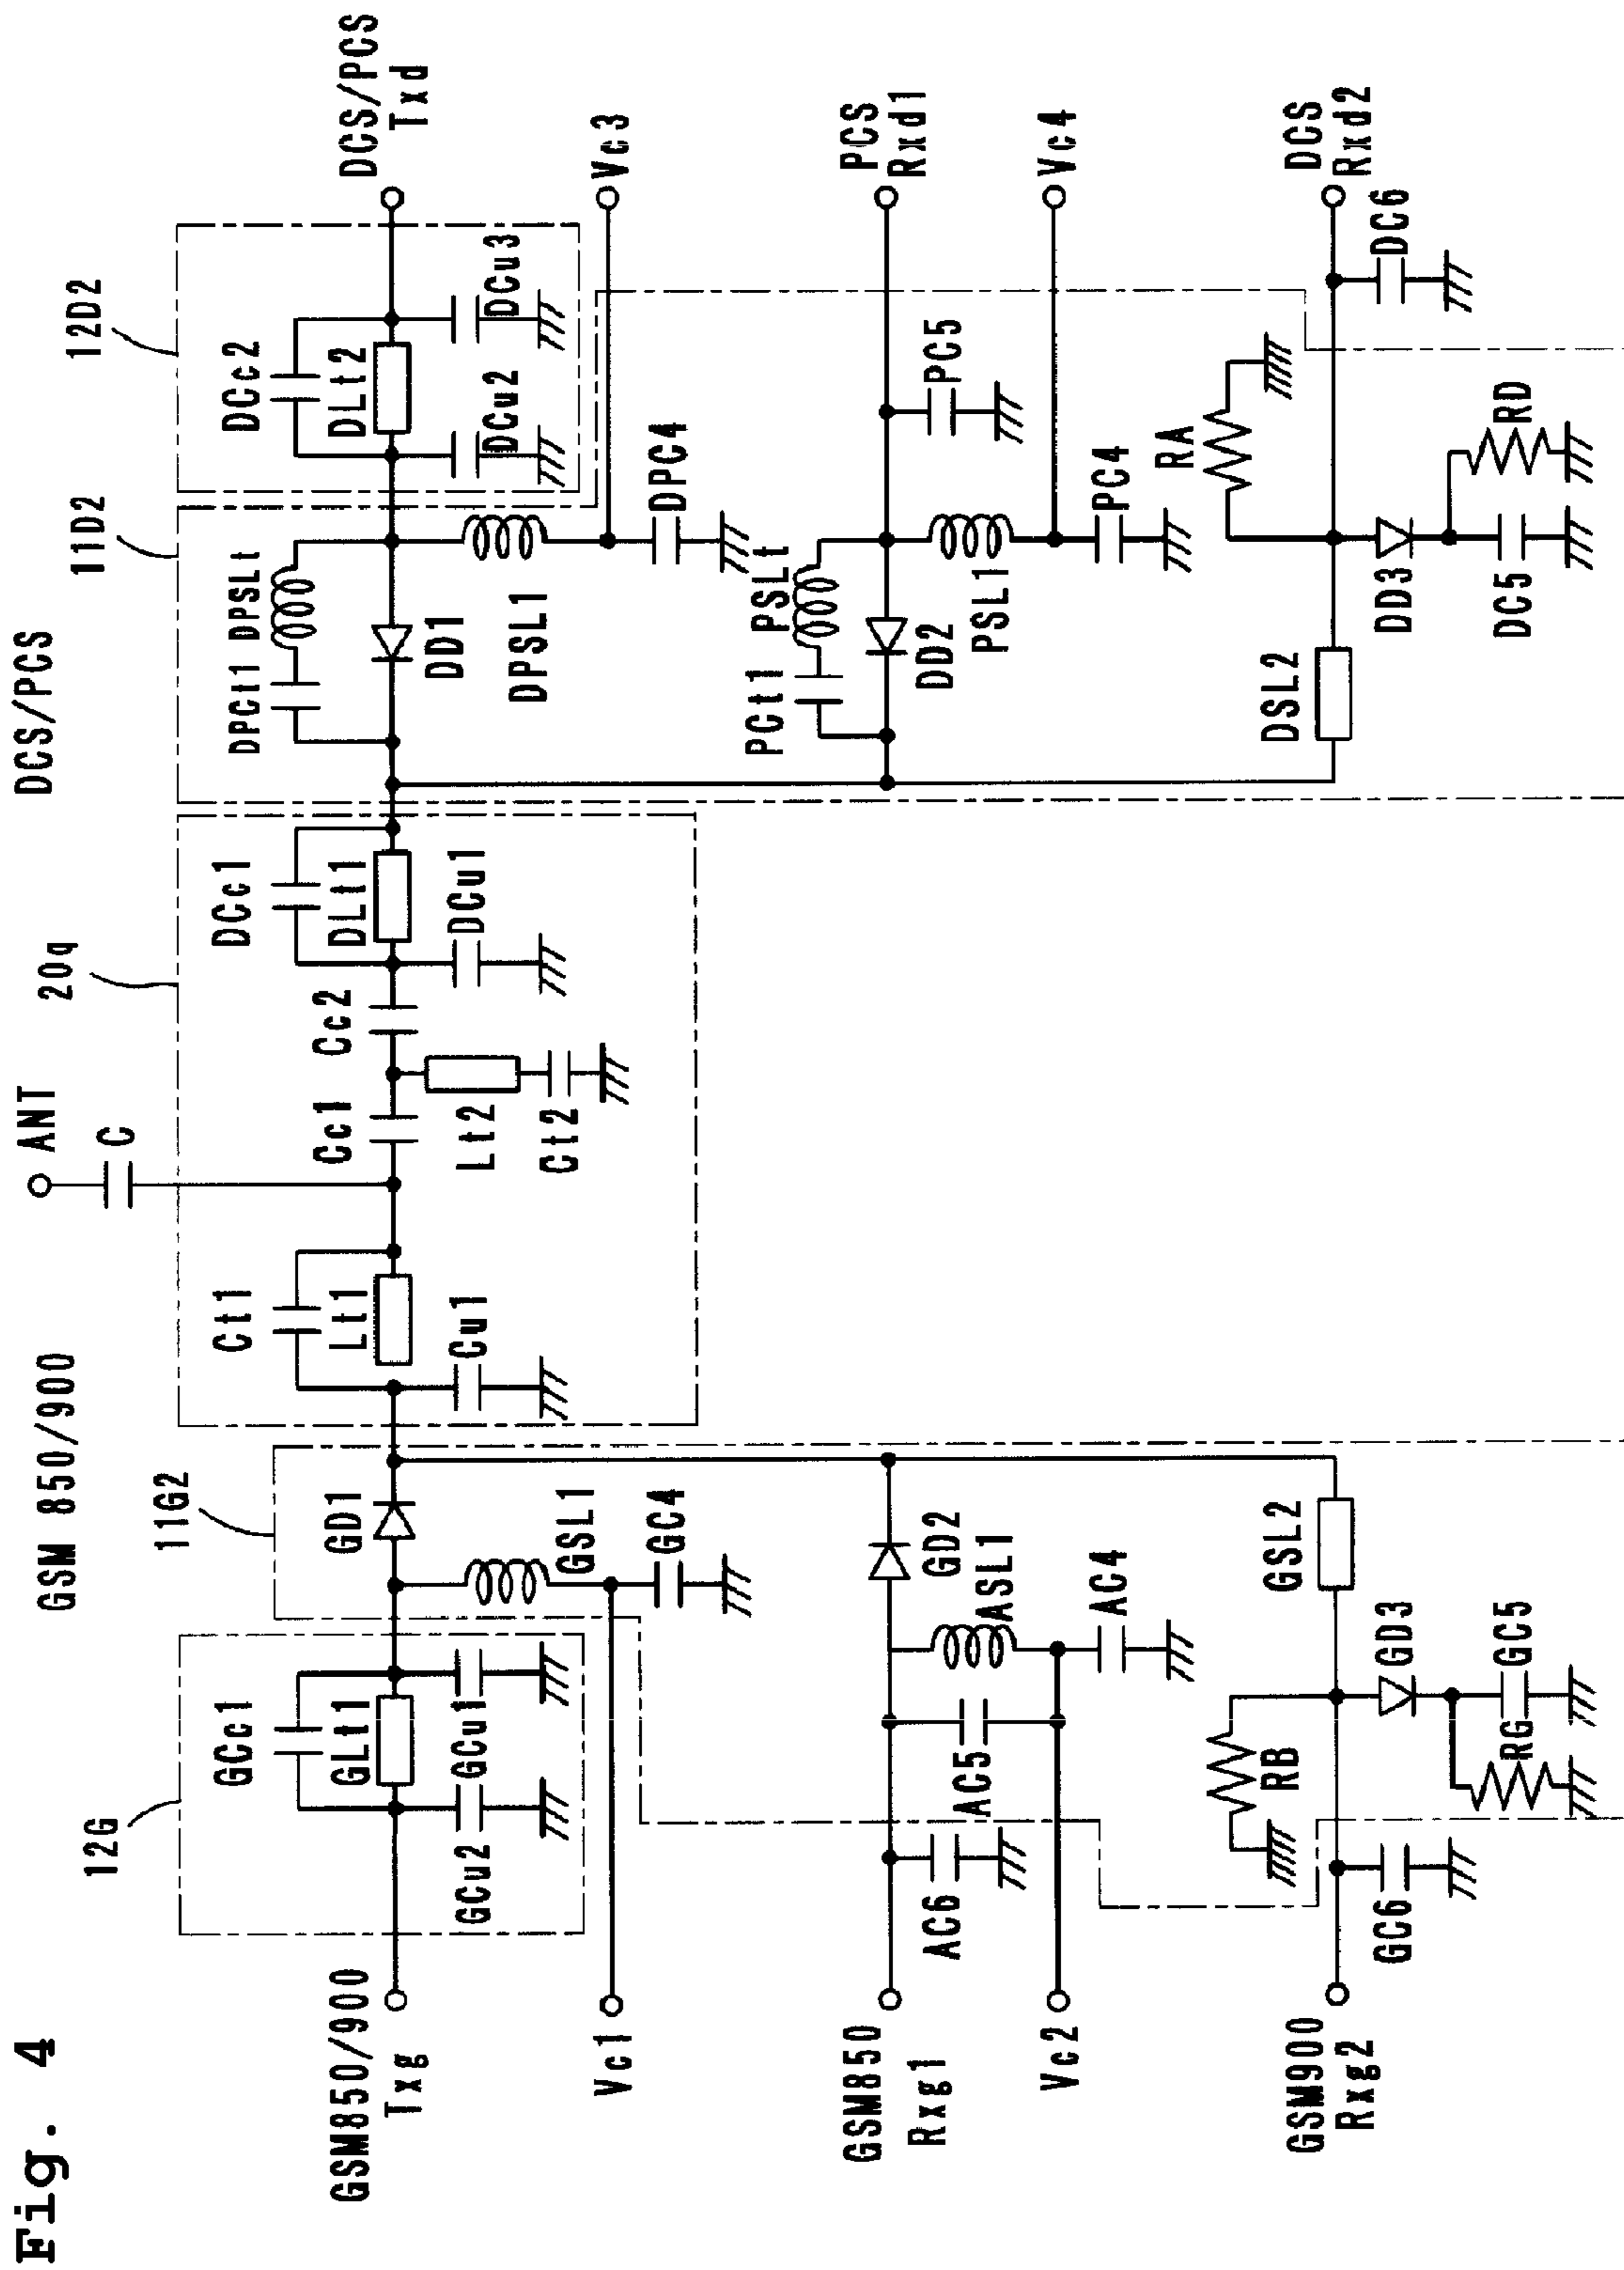 Fig. 4
GSM 850/900
ANT
C
DCS/PCS
12G
11G2
20q
11D2
12D2
GCc1
GLt1
GCu1
GCu2
GD1
GSL1
GC4
Ct1
Lt1
Cu1
Cc1
Cc2
Lt2
Ct2
DCc1
DLt1
DCu1
DPCt1
DPSLt
DD1
DPSL1
DPC4
DCc2
DLt2
DCu2
DCu3
GSM850/900
Txg
Vc1
DCS/PCS
Txd
Vc3
GSM850
Rxg1
Vc2
AC6
AC5
ASL1
AC4
GD2
PCt1
PSLt
DD2
PSL1
PC4
PC5
PCS
Rxd1
Vc4
GSM900
Rxg2
GC6
RB
RG
GC5
GD3
GSL2
DSL2
DD3
DC5
RA
RD
DC6
DCS
Rxd2